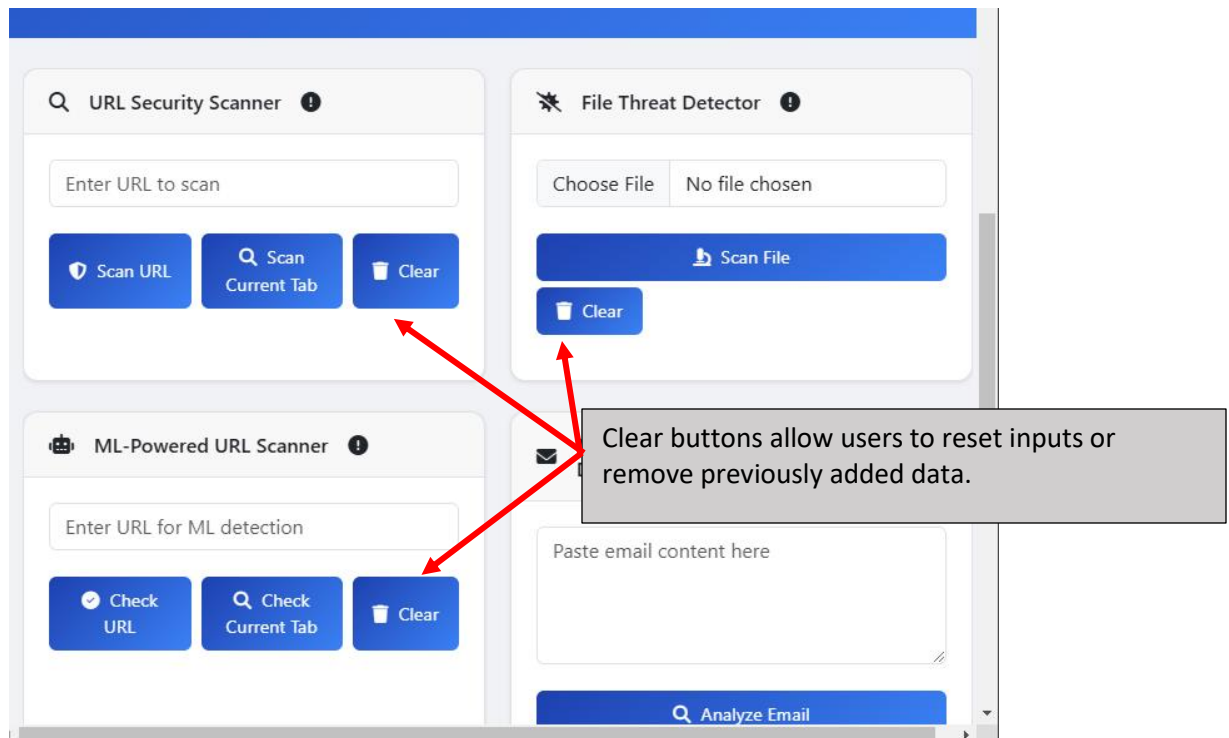 URL Security Scanner
File Threat Detector
Enter URL to scan
Choose File No file chosen
Scan URL
Scan
Current Tab
Clear
Scan File
Clear
Clear buttons allow users to reset inputs or
remove previously added data.
ML-Powered URL Scanner
Enter URL for ML detection
Paste email content here
Check
URL
Check
Current Tab
Clear
Analyze Email